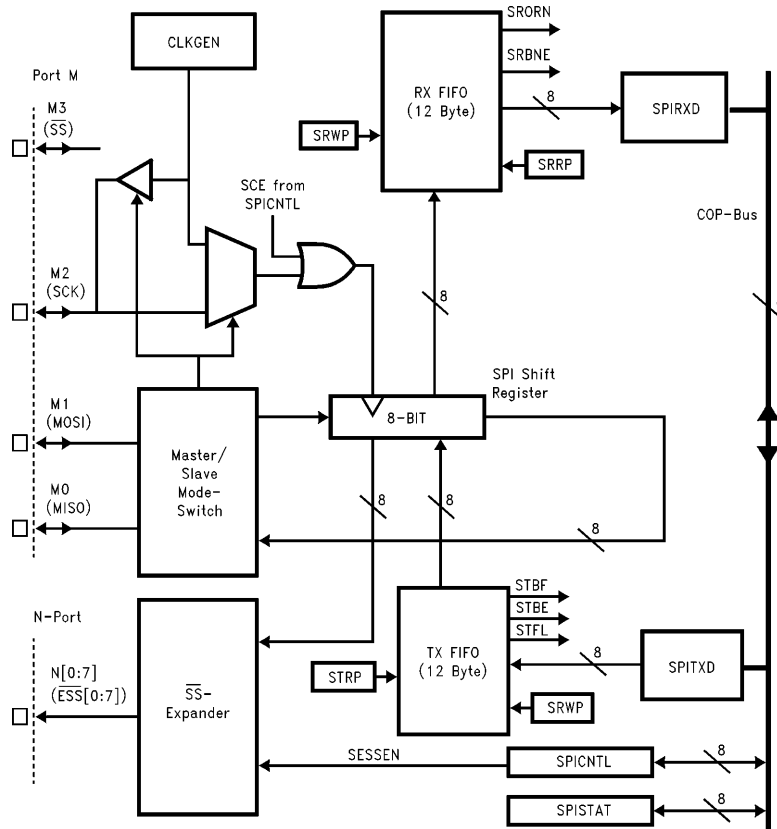 SRORN
CLKGEN
SRBNE
Port M
RX FIFO
(12 Byte)
8
SPIRXD
M3
(SS)
SRWP
SRRP
SCE from
SPICNTL
COP-Bus
M2
(SCK)
8
8
SPI Shift
Register
M1
(MOSI)
8-BIT
Master/
Slave
Mode-
Switch
M0
(MISO)
8
8
8
STBF
STBE
STFL
N-Port
TX FIFO
(12 Byte)
8
SPITXD
STRP
N[0:7]
(ESS[0:7])
SS-
Expander
SRWP
SESSEN
SPICNTL
8
SPISTAT
8